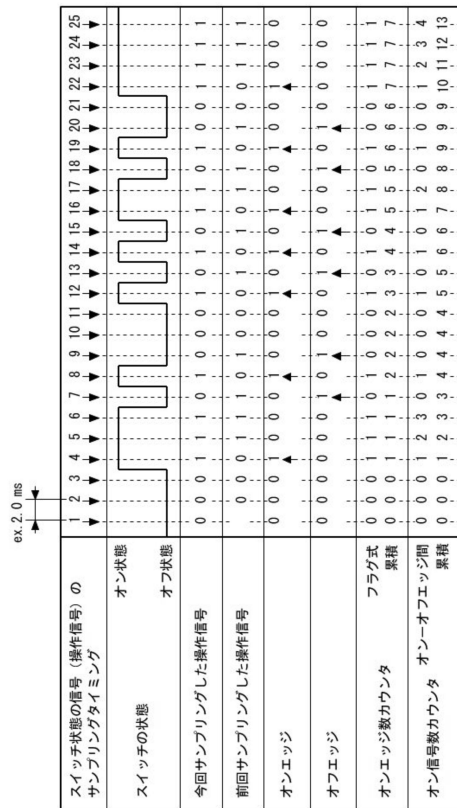 ex.2.0 ms
スイッチ状態の信号（操作信号）の
サンプリングタイミング
1 2 3 4 5 6 7 8 9 10 11 12 13 14 15 16 17 18 19 20 21 22 23 24 25
スイッチの状態
オン状態
オフ状態
今回サンプリングした操作信号 0 0 0 1 1 1 0 1 0 0 0 1 0 1 0 1 1 0 1 0 0 1 1 1 1
前回サンプリングした操作信号 0 0 0 1 1 1 0 1 0 0 0 1 0 1 0 1 1 0 1 0 0 1 1 1
オンエッジ 0 0 0 1 0 0 0 1 0 0 0 1 0 1 0 1 0 0 1 0 0 1 0 0 0
オフエッジ 0 0 0 0 0 0 1 0 1 0 0 0 1 0 1 0 0 1 0 1 0 0 0 0 0
オンエッジ数カウンタ
フラグ式 0 0 0 1 1 1 0 1 0 0 0 1 0 1 0 1 1 0 1 0 0 1 1 1 1
累積 0 0 0 1 1 1 1 2 2 2 2 3 3 4 4 5 5 5 6 6 6 7 7 7 7
オン信号数カウンタ
オン－オフエッジ間 0 0 0 1 2 3 0 1 0 0 0 1 0 1 0 1 2 0 1 0 0 1 2 3 4
累積 0 0 0 1 2 3 3 4 4 4 4 5 5 6 6 7 8 8 9 9 9 10 11 12 13